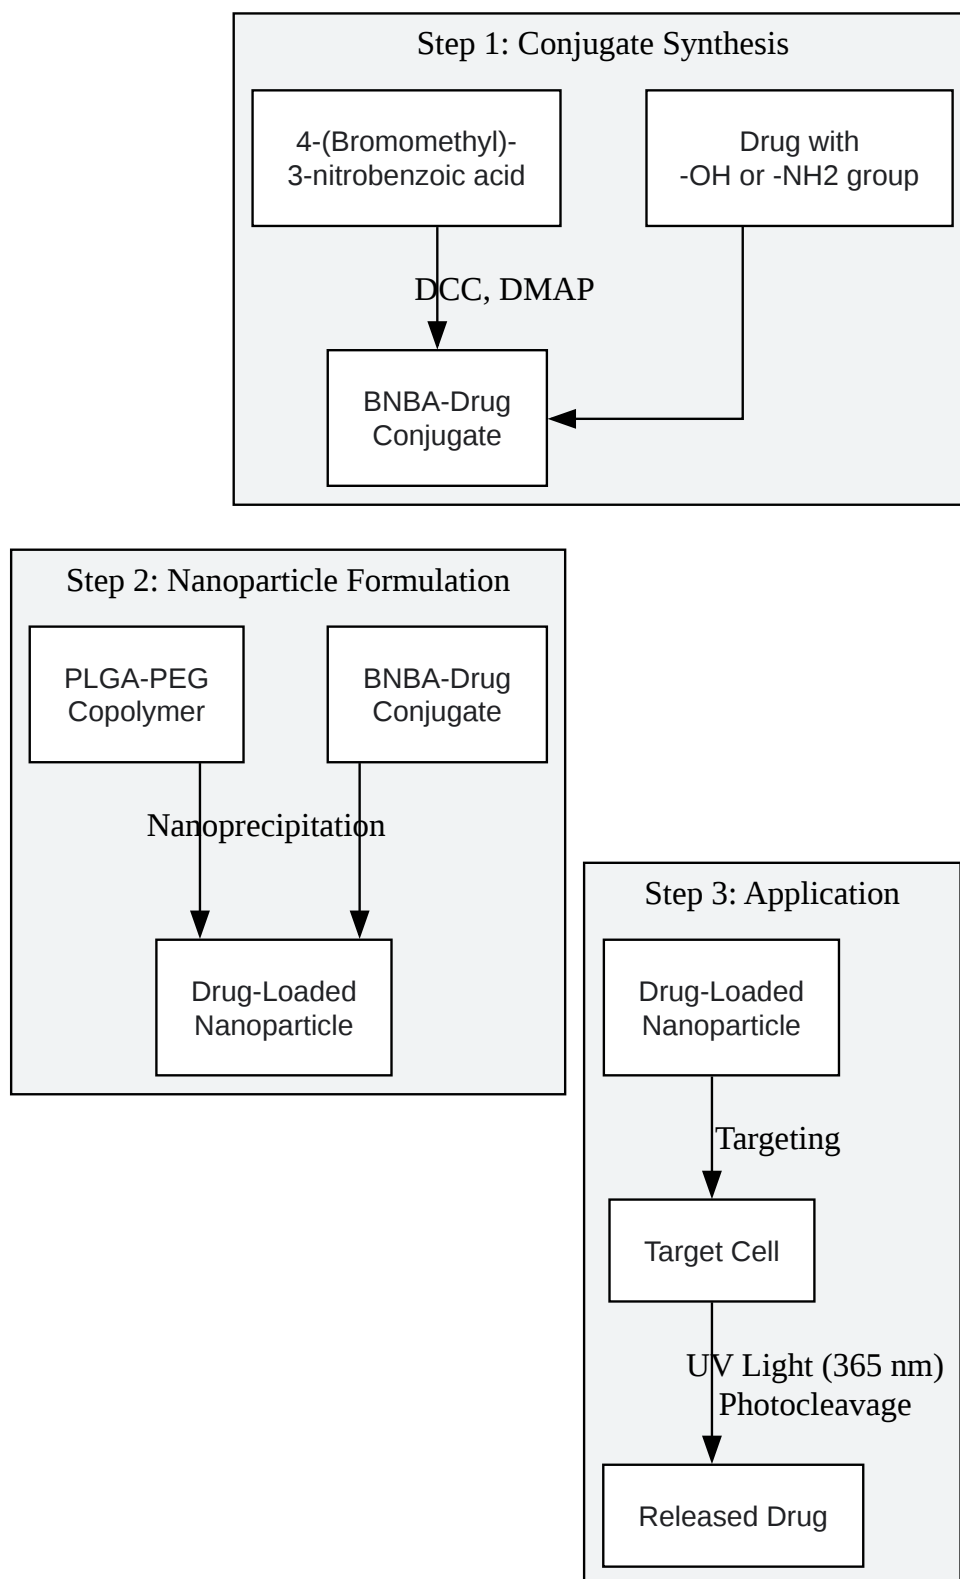 Step 1: Conjugate Synthesis
4-(Bromomethyl)-
3-nitrobenzoic acid
Drug with
-OH or -NH2 group
DCC, DMAP
BNBA-Drug
Conjugate
Step 2: Nanoparticle Formulation
PLGA-PEG
Copolymer
BNBA-Drug
Conjugate
Nanoprecipitation
Drug-Loaded
Nanoparticle
Step 3: Application
Drug-Loaded
Nanoparticle
Targeting
Target Cell
UV Light (365 nm)
Photocleavage
Released Drug